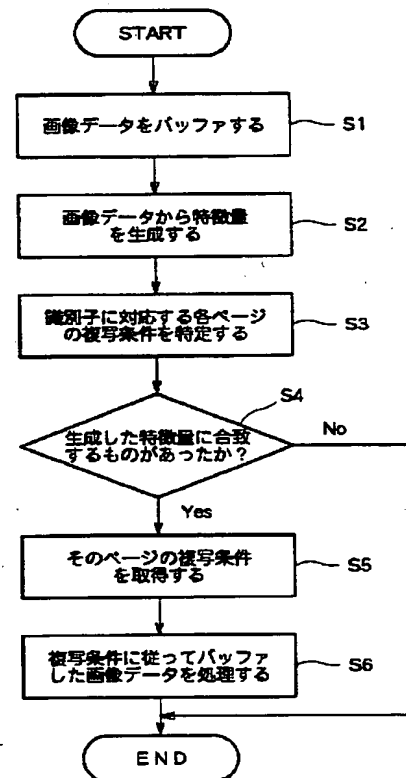 START
画像データをバッファする
S1
画像データから特徴量
を生成する
S2
識別子に対応する各ページ
の複写条件を特定する
S3
S4
生成した特徴量に合致
するものがあったか？
No
Yes
そのページの複写条件
を取得する
S5
複写条件に従ってバッファ
した画像データを処理する
S6
END